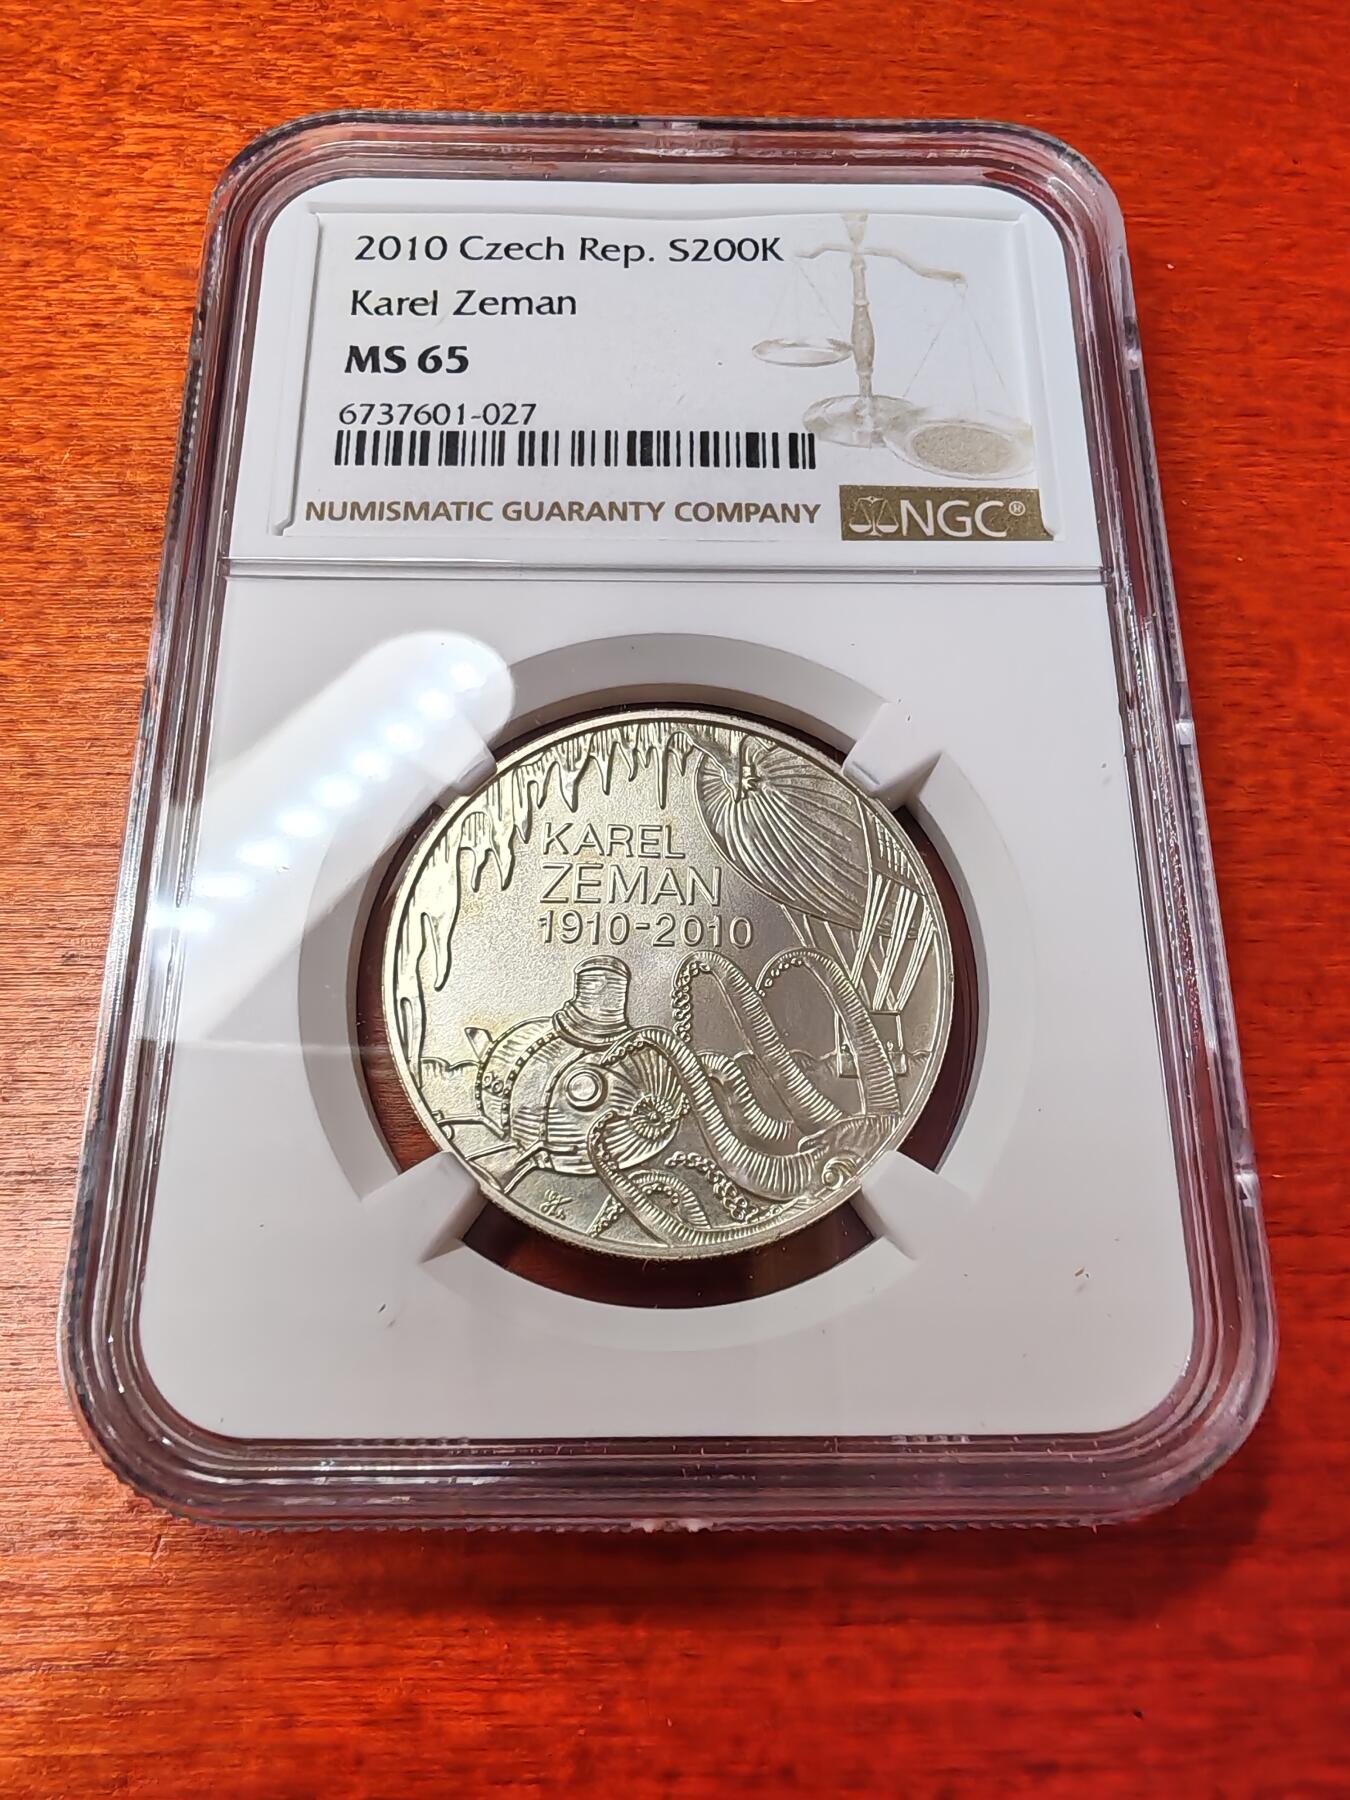 2010 Czech Rep. S200K
Karel Zeman
MS 65
6737601-027
NUMISMATIC GUARANTY COMPANY
NGC®
KAREL
ZEMAN
1910-2010